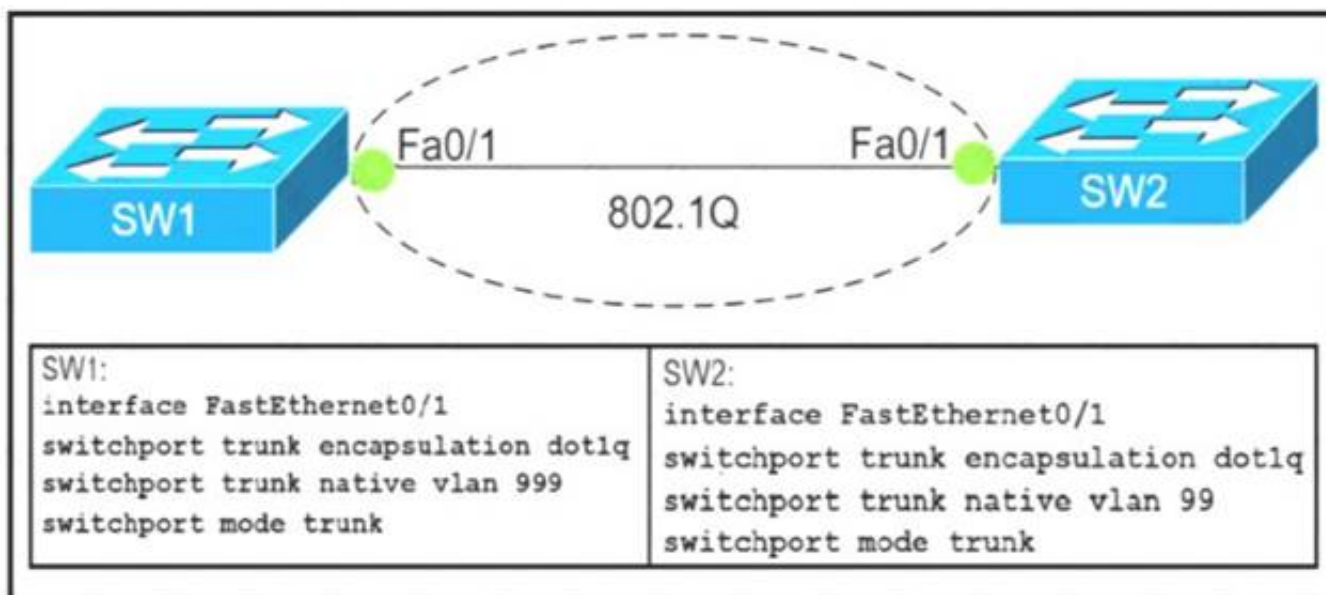 Fa0/1
Fa0/1
SW1
802.1Q
SW2
SW1:
interface FastEthernet0/1
switchport trunk encapsulation dot1q
switchport trunk native vlan 999
switchport mode trunk
SW2:
interface FastEthernet0/1
switchport trunk encapsulation dot1q
switchport trunk native vlan 99
switchport mode trunk